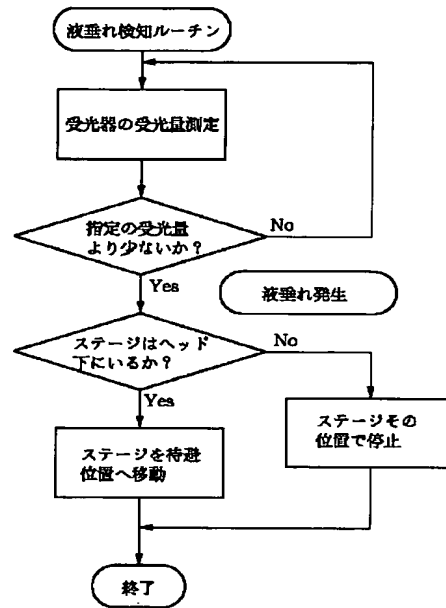 液垂れ検知ルーチン
受光器の受光量測定
指定の受光量
より少ないか？
No
Yes
液垂れ発生
ステージはヘッド
下にいるか？
No
Yes
ステージを待避
位置へ移動
ステージその
位置で停止
終了